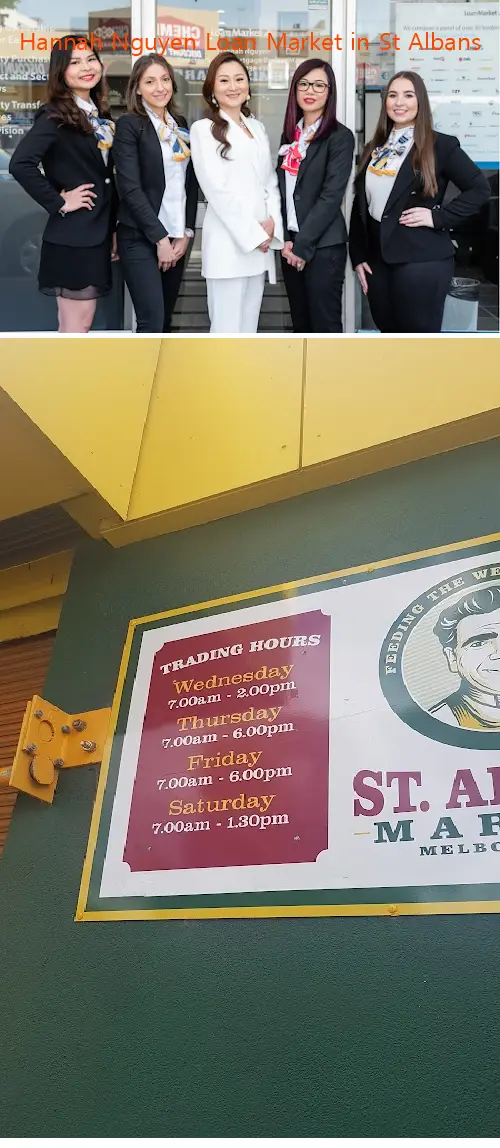 Hannah Nguyen Loan Market in St Albans
LoanMarket
TRADING HOURS
Wednesday
7.00am - 2.00pm
Thursday
7.00am - 6.00pm
Friday
7.00am - 6.00pm
Saturday
7.00am - 1.30pm
FEEDING THE WE
ST. AL
MAR
MELBO